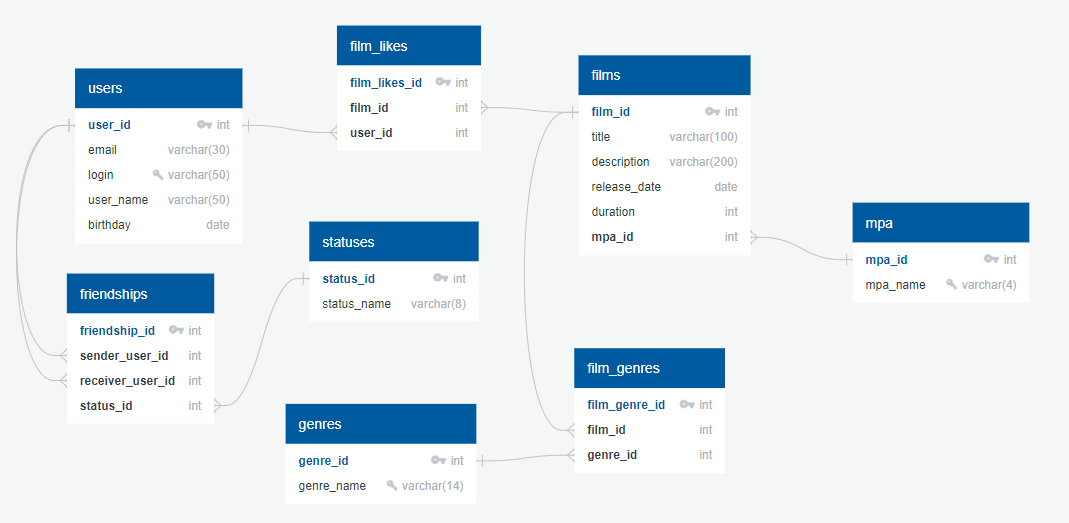 users
user_id int
email varchar(30)
login varchar(50)
user_name varchar(50)
birthday date
film_likes
film_likes_id int
film_id int
user_id int
films
film_id int
title varchar(100)
description varchar(200)
release_date date
duration int
mpa_id int
mpa
mpa_id int
mpa_name varchar(4)
statuses
status_id int
status_name varchar(8)
friendships
friendship_id int
sender_user_id int
receiver_user_id int
status_id int
genres
genre_id int
genre_name varchar(14)
film_genres
film_genre_id int
film_id int
genre_id int